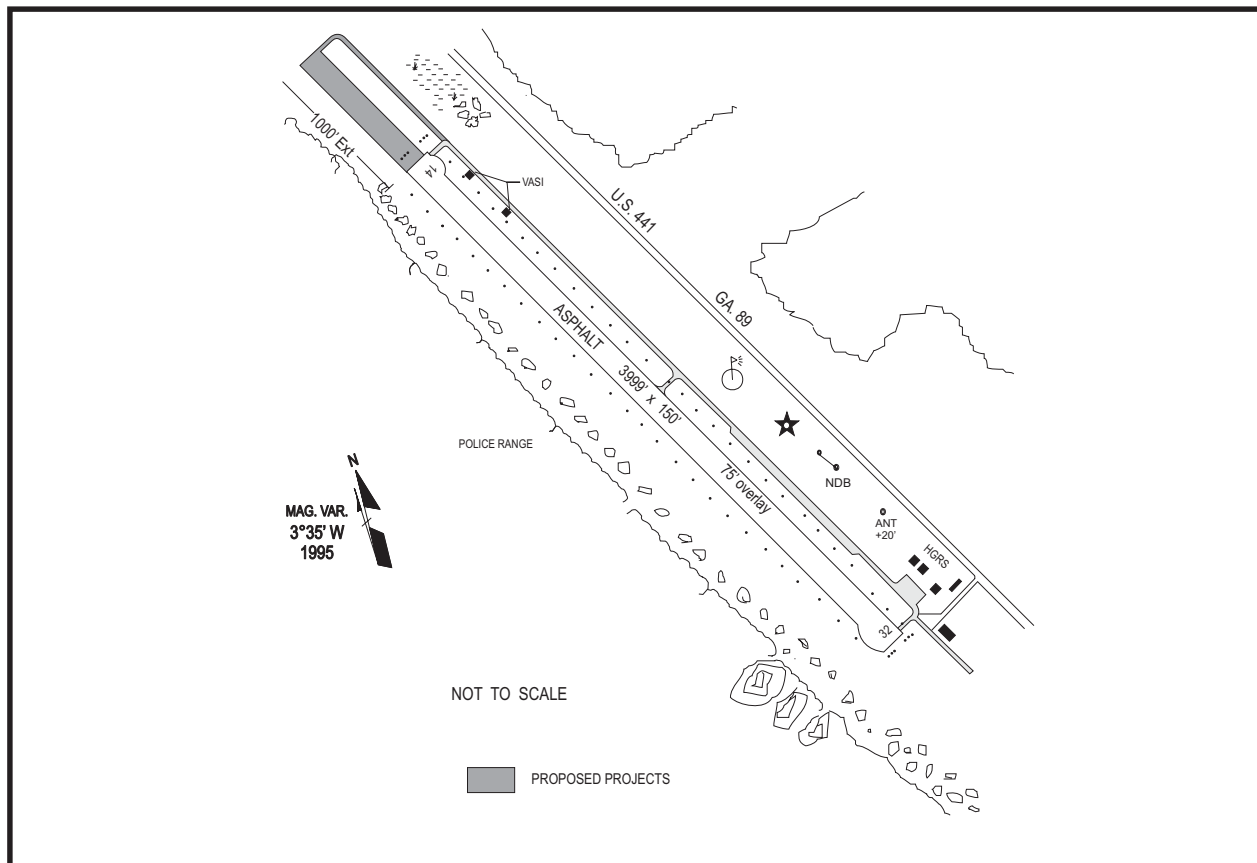 1000' Ext
14
VASI
U.S. 441
GA. 89
ASPHALT
3999' x 150'
75' overlay
POLICE RANGE
N
MAG. VAR.
3°35' W
1995
NDB
ANT
+20'
HGRS
32
NOT TO SCALE
PROPOSED PROJECTS